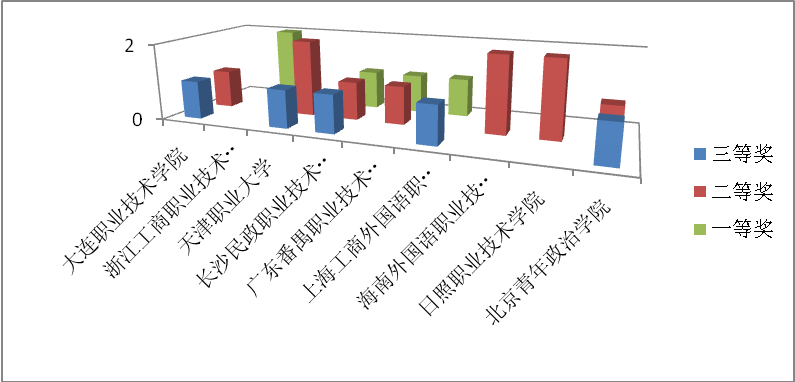 2
0
大连职业技术学院
浙江工商职业技术…
天津职业大学
长沙民政职业技术…
广东番禺职业技术…
上海工商外国语职…
海南外国语职业技…
日照职业技术学院
北京青年政治学院
三等奖
二等奖
一等奖